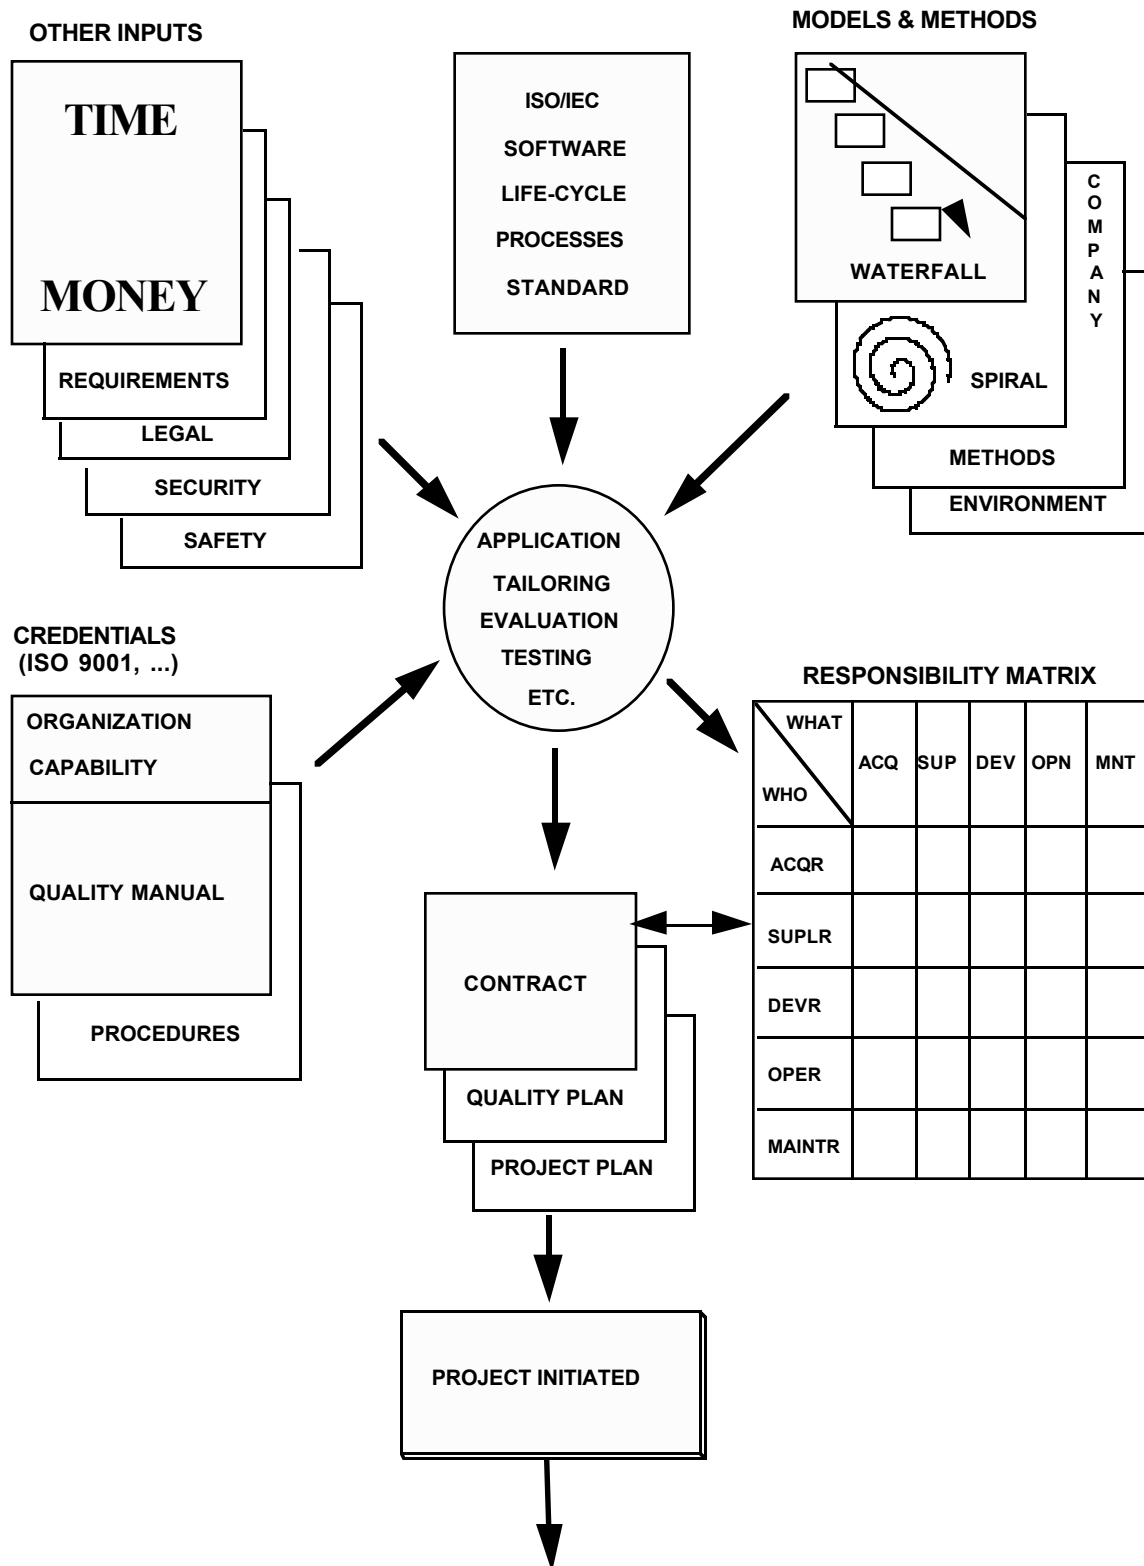 OTHER INPUTS
TIME
MONEY
REQUIREMENTS
LEGAL
SECURITY
SAFETY
ISO/IEC
SOFTWARE
LIFE-CYCLE
PROCESSES
STANDARD
MODELS & METHODS
WATERFALL
SPIRAL
COMPANY
METHODS
ENVIRONMENT
APPLICATION
TAILORING
EVALUATION
TESTING
ETC.
CREDENTIALS
(ISO 9001, ...)
ORGANIZATION
CAPABILITY
QUALITY MANUAL
PROCEDURES
RESPONSIBILITY MATRIX
WHAT
WHO
ACQ SUP DEV OPN MNT
ACQR
SUPLR
DEVR
OPER
MAINTR
CONTRACT
QUALITY PLAN
PROJECT PLAN
PROJECT INITIATED